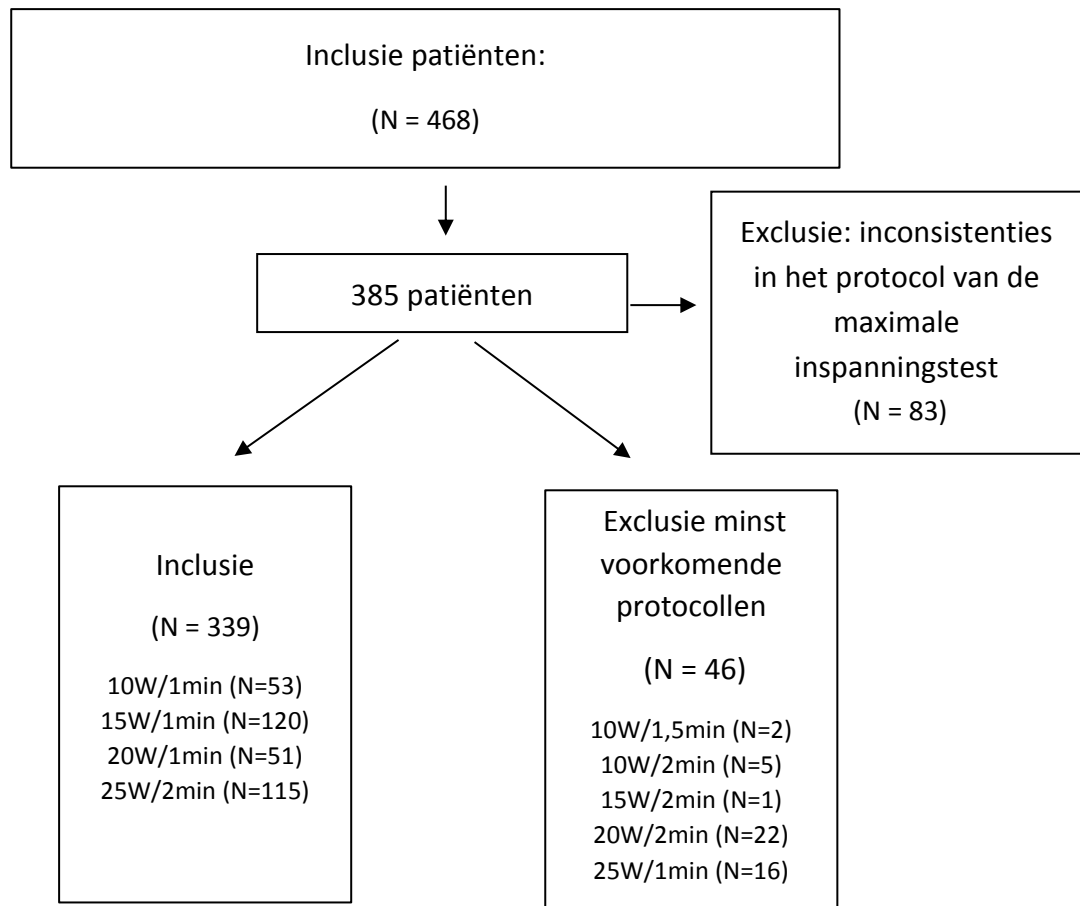 Inclusie patiënten:
(N = 468)
385 patiënten
Exclusie: inconsistenties
in het protocol van de
maximale
inspanningstest
(N = 83)
Inclusie
(N = 339)
10W/1min (N=53)
15W/1min (N=120)
20W/1min (N=51)
25W/2min (N=115)
Exclusie minst
voorkomende
protocollen
(N = 46)
10W/1,5min (N=2)
10W/2min (N=5)
15W/2min (N=1)
20W/2min (N=22)
25W/1min (N=16)